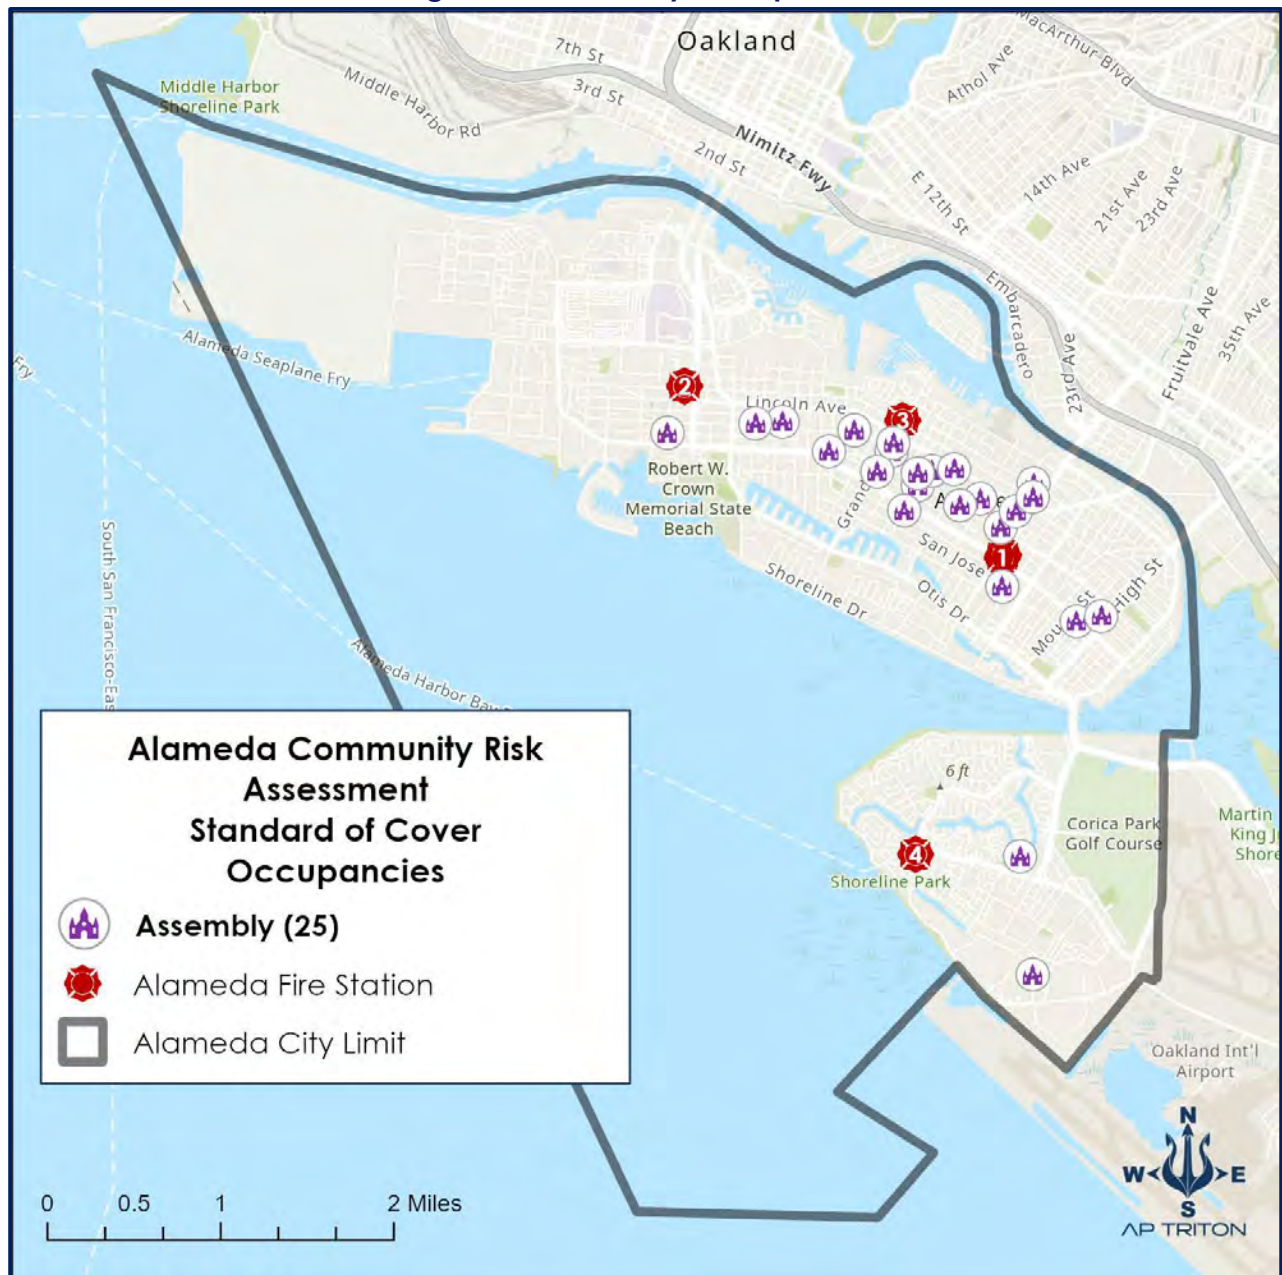 Oakland
MacArthur Blvd
Athol Ave
7th St
3rd St
Middle Harbor
Shoreline Park
Middle Harbor Rd
Nimitz Fwy
2nd St
E 12th St
14th Ave
21st Ave
23rd Ave
Embarcadero
23rd Ave
Fruitvale Ave
35th Ave
Alameda Seaplane Fry
Fry
2
Lincoln Ave
3
Robert W.
Crown
Memorial State
Beach
Grand
San Jose
1
South San Francisco-Eas
Shoreline Dr
Otis Dr
High St
Alameda Harbor Bay
6 ft
Corica Park
Golf Course
Martin
King J
Shore
4
Shoreline Park
Alameda Community Risk
Assessment
Standard of Cover
Occupancies
Assembly (25)
Alameda Fire Station
Alameda City Limit
Oakland Int'l
Airport
0 0.5 1 2 Miles
N
W E
S
AP TRITON